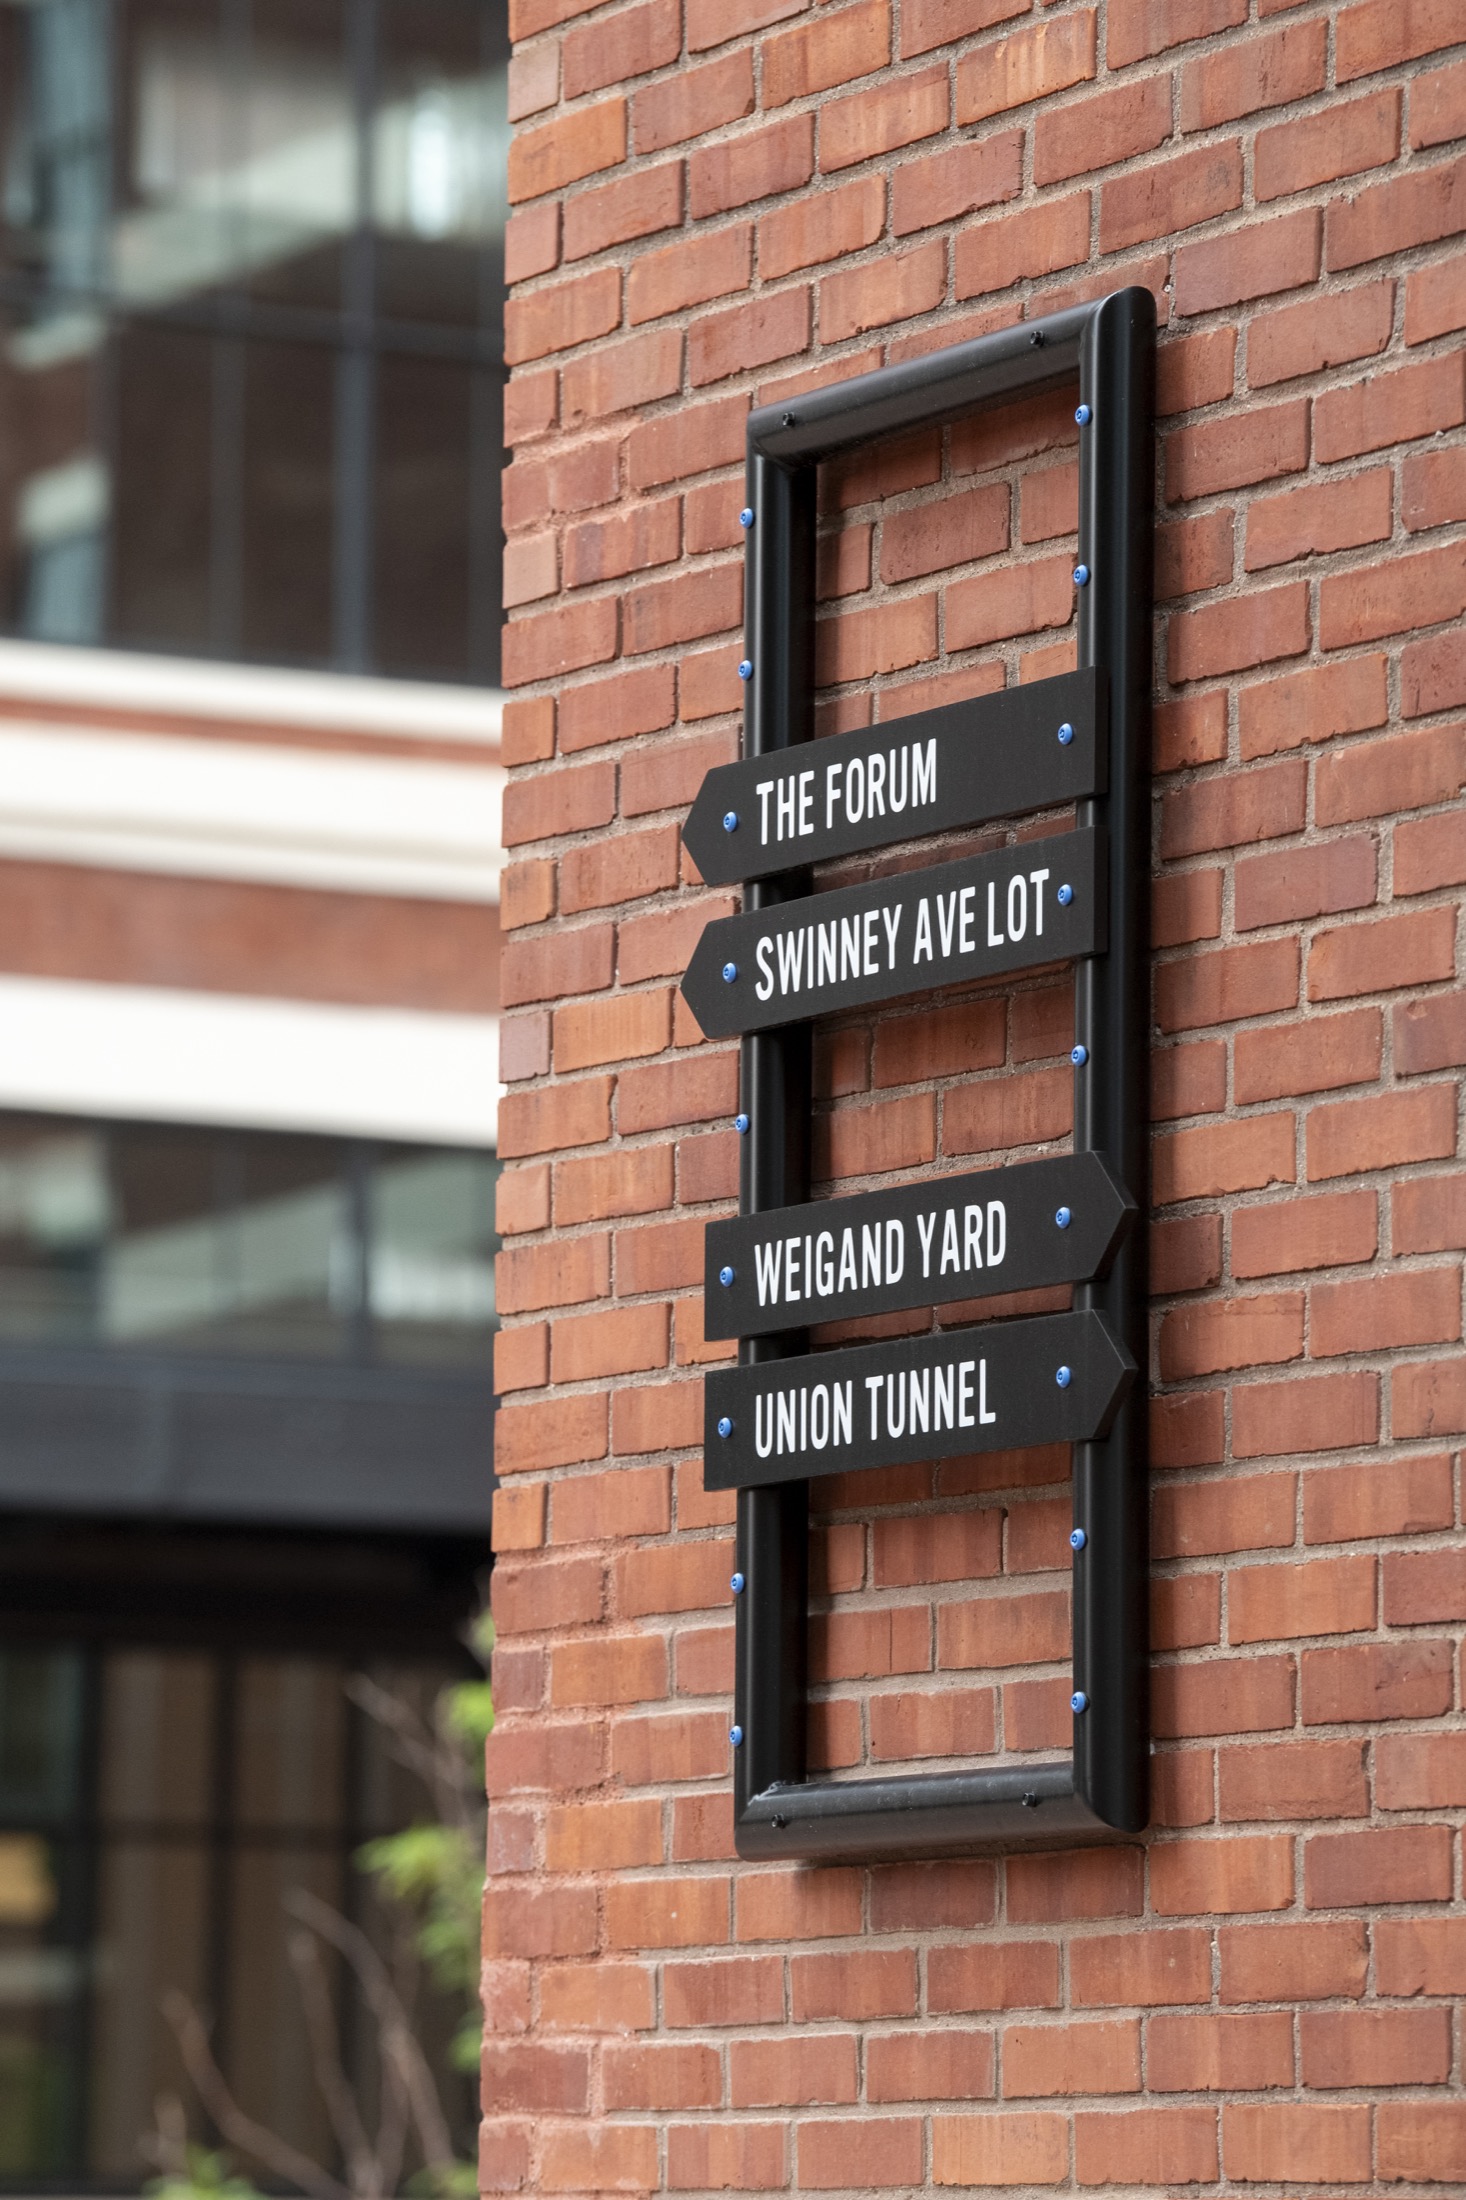 THE FORUM
SWINNEY AVE LOT
WEIGAND YARD
UNION TUNNEL